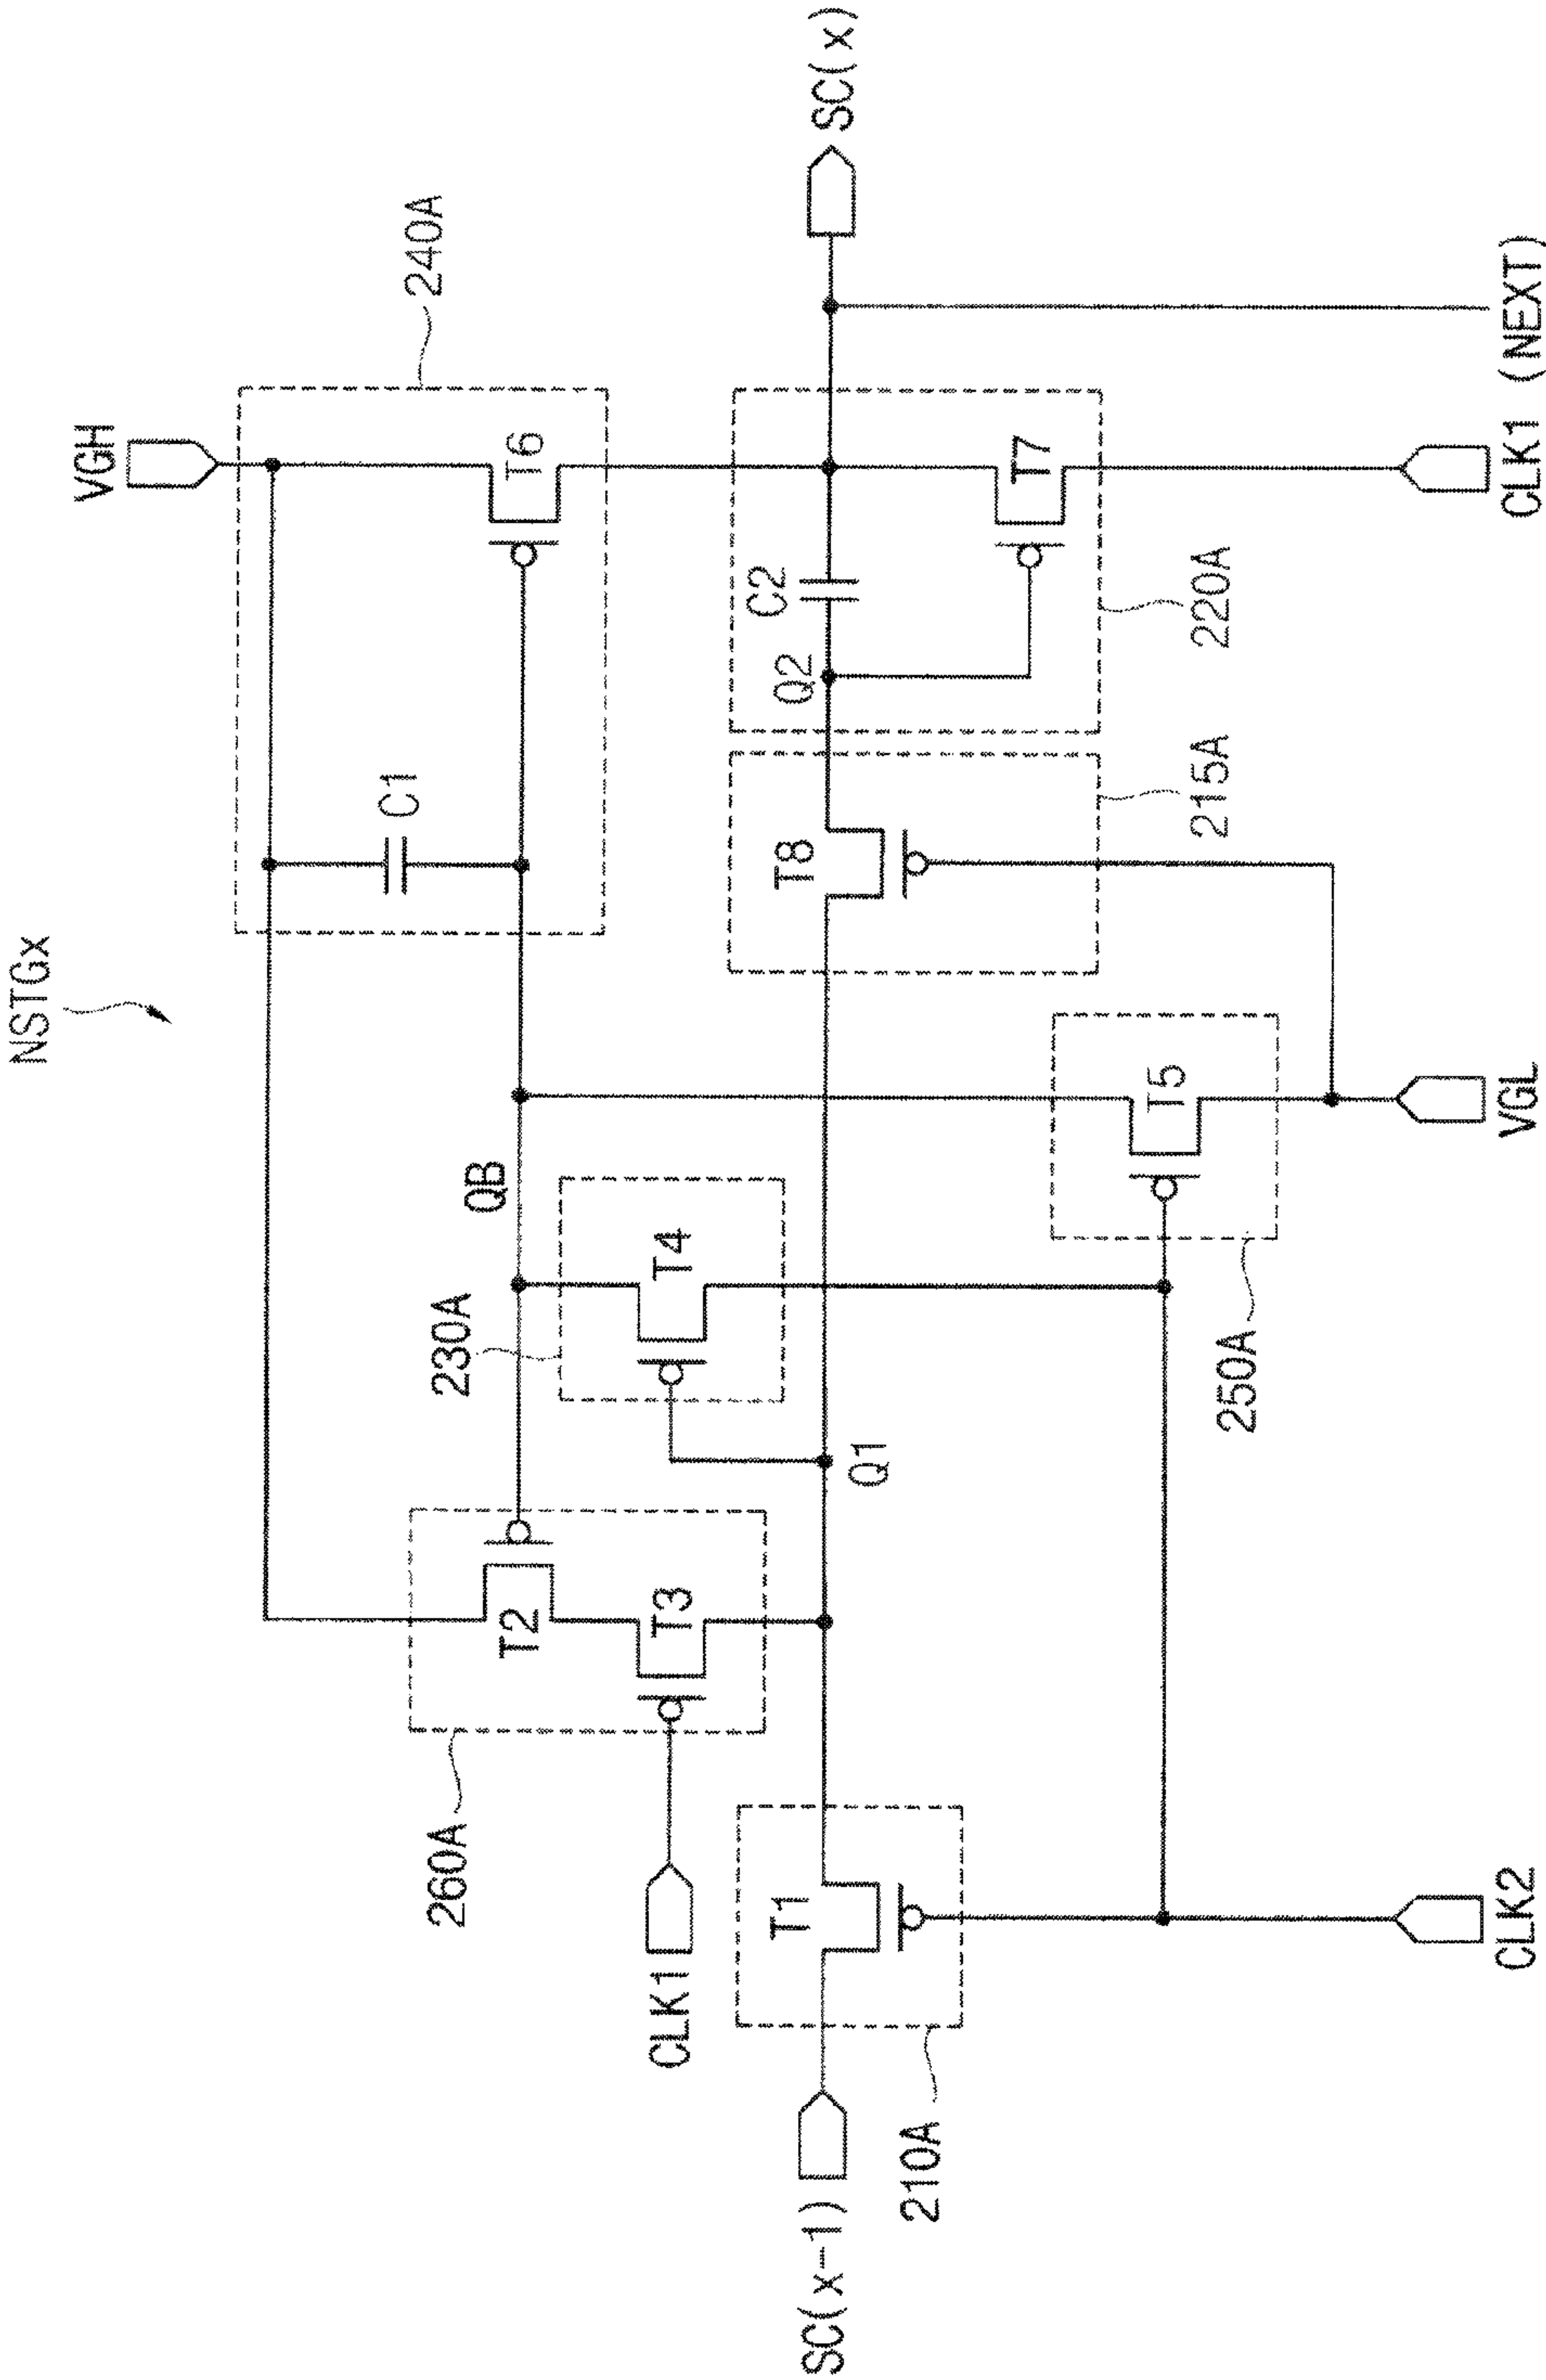 NSTGx
VGH
240A
C1
T6
QB
260A
T2
230A
T4
T3
CLK1
Q1
SC(x-1)
T1
210A
T8
215A
Q2
C2
SC(x)
T7
220A
T5
250A
CLK2
VGL
CLK1
(NEXT)